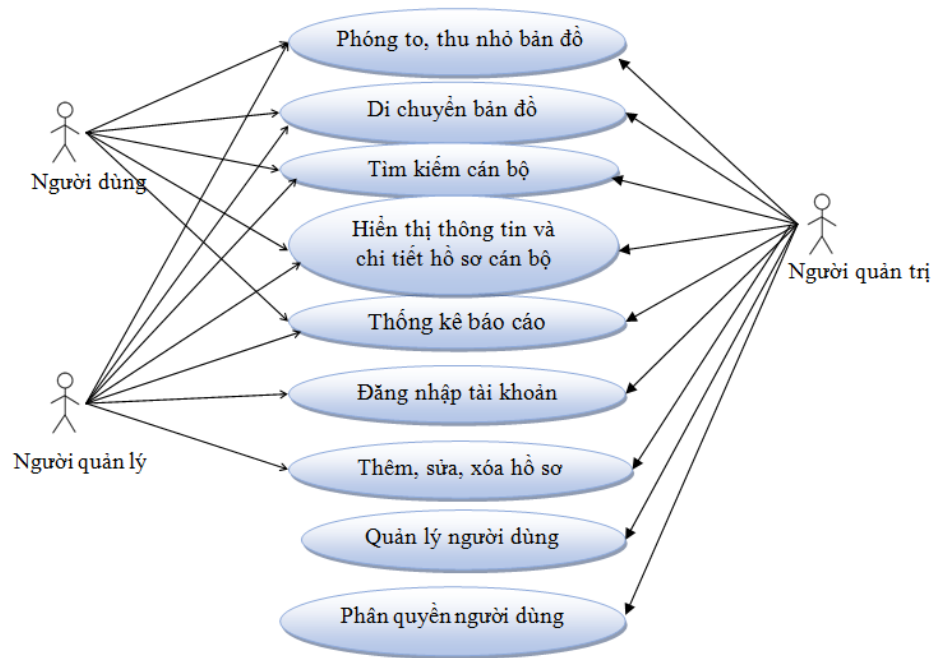 Phóng to, thu nhỏ bản đồ
Di chuyển bản đồ
Người dùng
Tìm kiếm cán bộ
Hiển thị thông tin và
chi tiết hồ sơ cán bộ
Người quản trị
Thống kê báo cáo
Đăng nhập tài khoản
Người quản lý
Thêm, sửa, xóa hồ sơ
Quản lý người dùng
Phân quyền người dùng